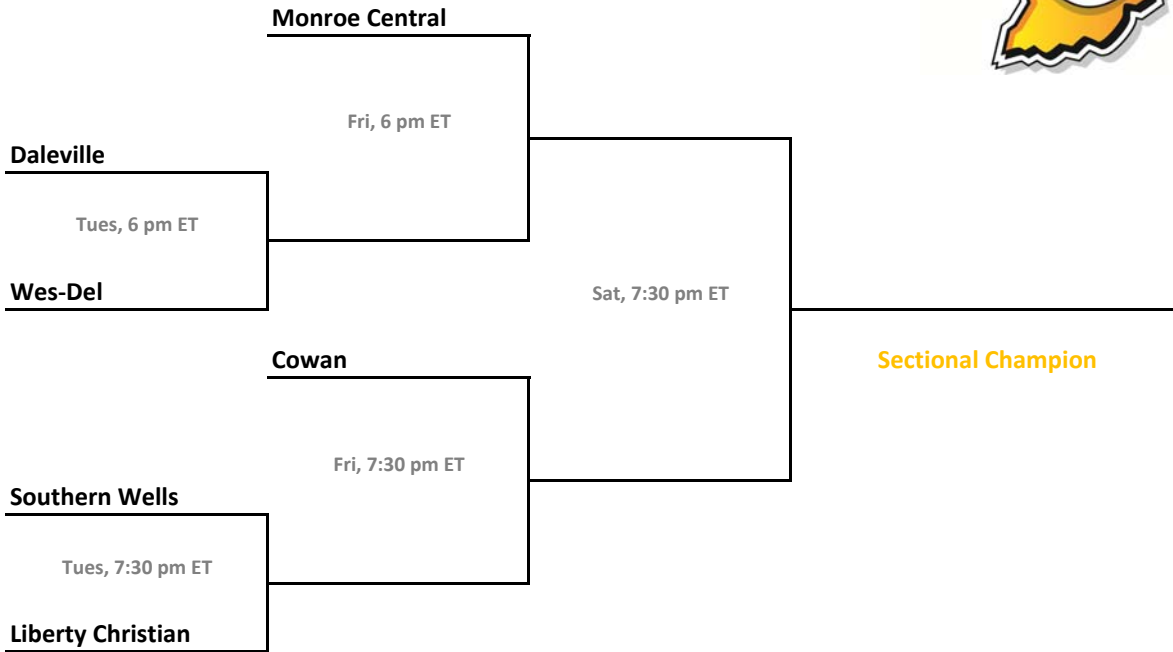 Monroe Central
Fri, 6 pm ET
Daleville
Tues, 6 pm ET
Wes-Del
Sat, 7:30 pm ET
Cowan
Sectional Champion
Fri, 7:30 pm ET
Southern Wells
Tues, 7:30 pm ET
Liberty Christian